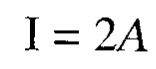 I = 2A